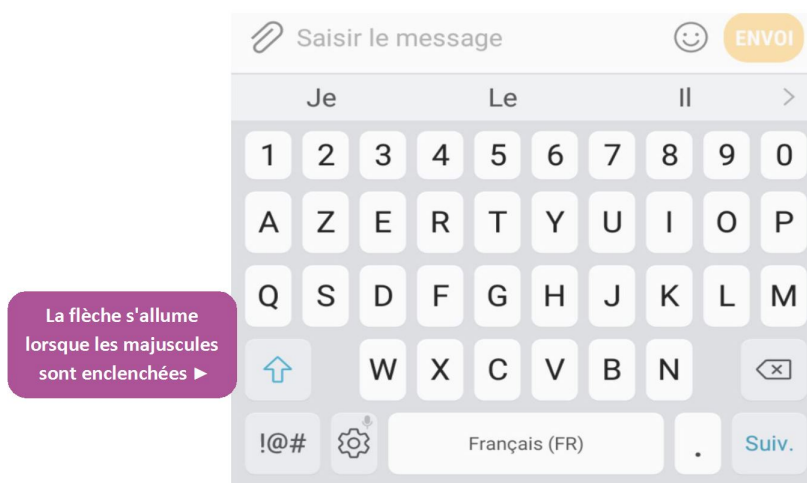 Saisir le message
ENVOI
Je Le Il >
1 2 3 4 5 6 7 8 9 0
A Z E R T Y U I O P
Q S D F G H J K L M
La flèche s'allume
lorsque les majuscules
sont enclenchées ►
W X C V B N
!@# Français (FR) . Suiv.